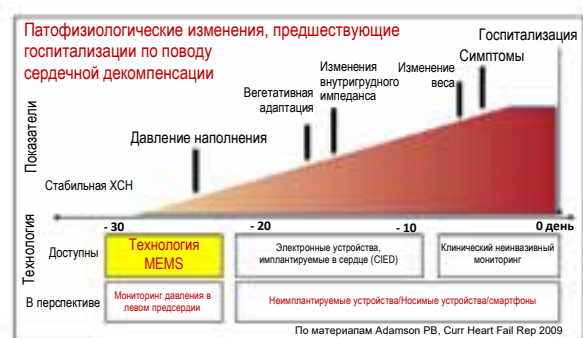 Патофизиологические изменения, предшествующие
госпитализации по поводу
сердечной декомпенсации
Госпитализация
Симптомы
Изменение
веса
Изменения
внутригрудного
импеданса
Вегетативная
адаптация
Давление наполнения
Показатели
Стабильная ХСН
- 30
- 20
- 10
0 день
Технология
Доступны
Технология
MEMS
Электронные устройства,
имплантируемые в сердце (CIED)
Клинический неинвазивный
мониторинг
В перспективе
Мониторинг давления в
левом предсердии
Неимплантируемые устройства/Носимые устройства/смартфоны
По материапам Adamson PB, Curr Heart Fail Rep 2009